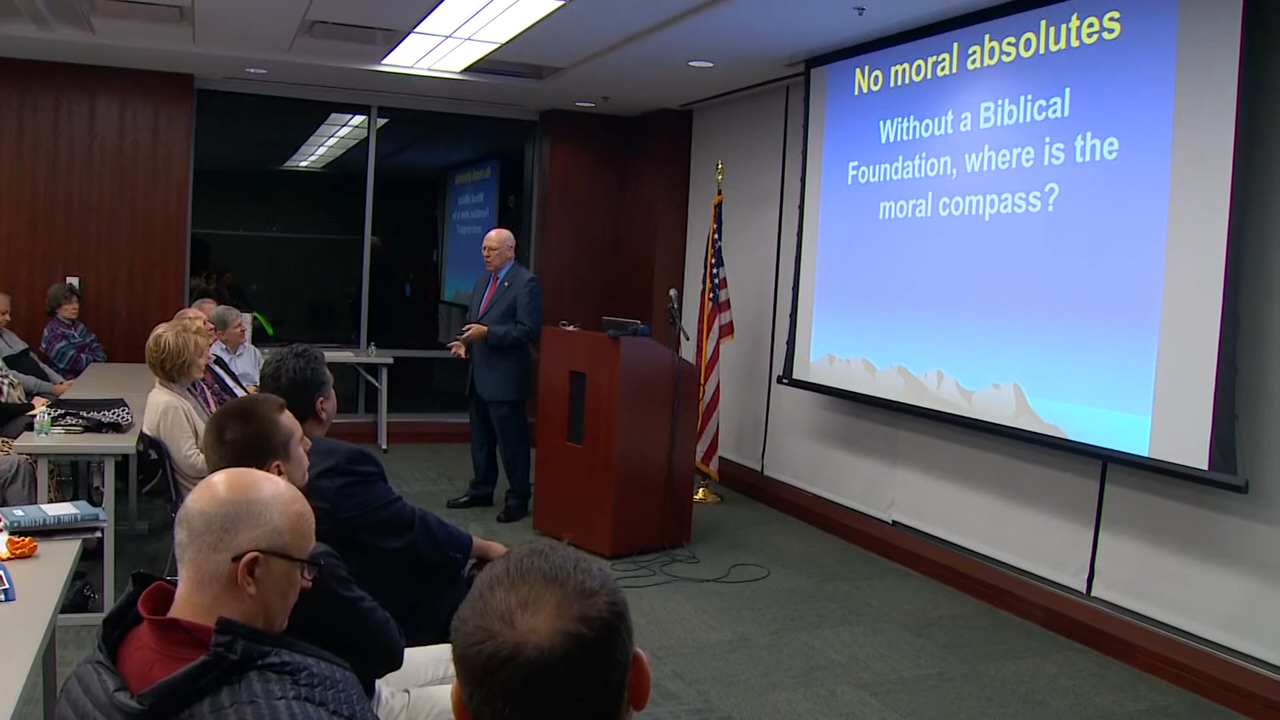 No moral absolutes
Without a Biblical
Foundation, where is the
moral compass?